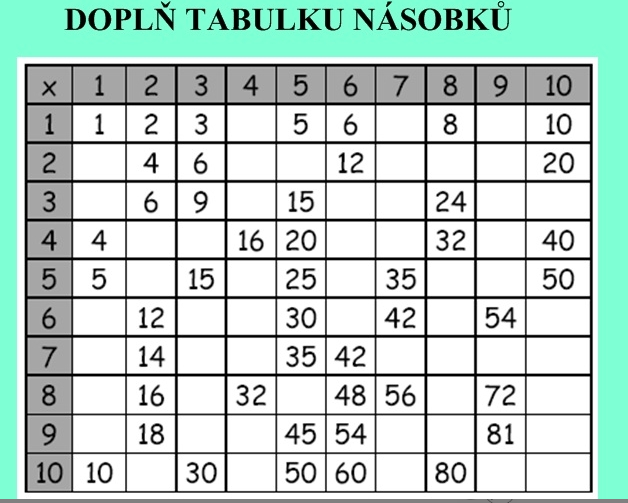 DOPLŇ TABULKU NÁSOBKŮ
x 1 2 3 4 5 6 7 8 9 10
1 1 2 3 5 6 8 10
2 4 6 12 20
3 6 9 15 24
4 4 16 20 32 40
5 5 15 25 35 50
6 12 30 42 54
7 14 35 42
8 16 32 48 56 72
9 18 45 54 81
10 10 30 50 60 80